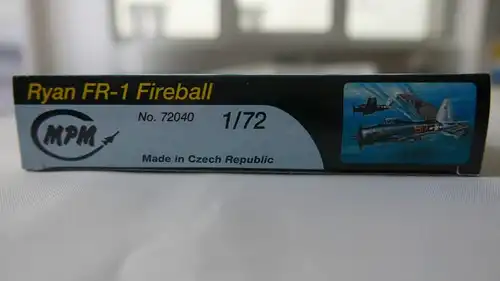 Ryan FR-1 Fireball
MPM
No. 72040
1/72
Made in Czech Republic